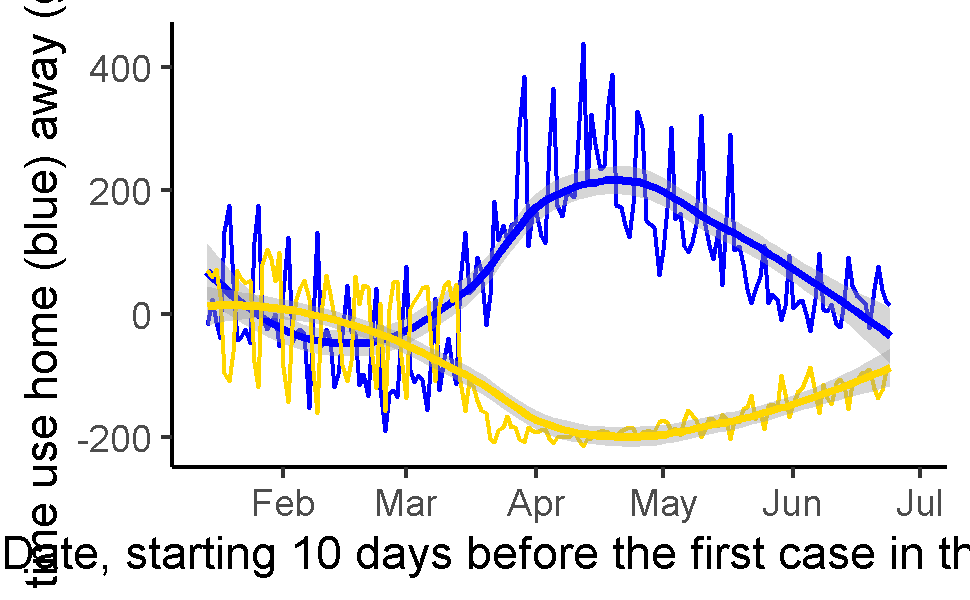 time use home (blue) away (
400
200
0
-200
Feb Mar Apr May Jun Jul
Date, starting 10 days before the first case in th